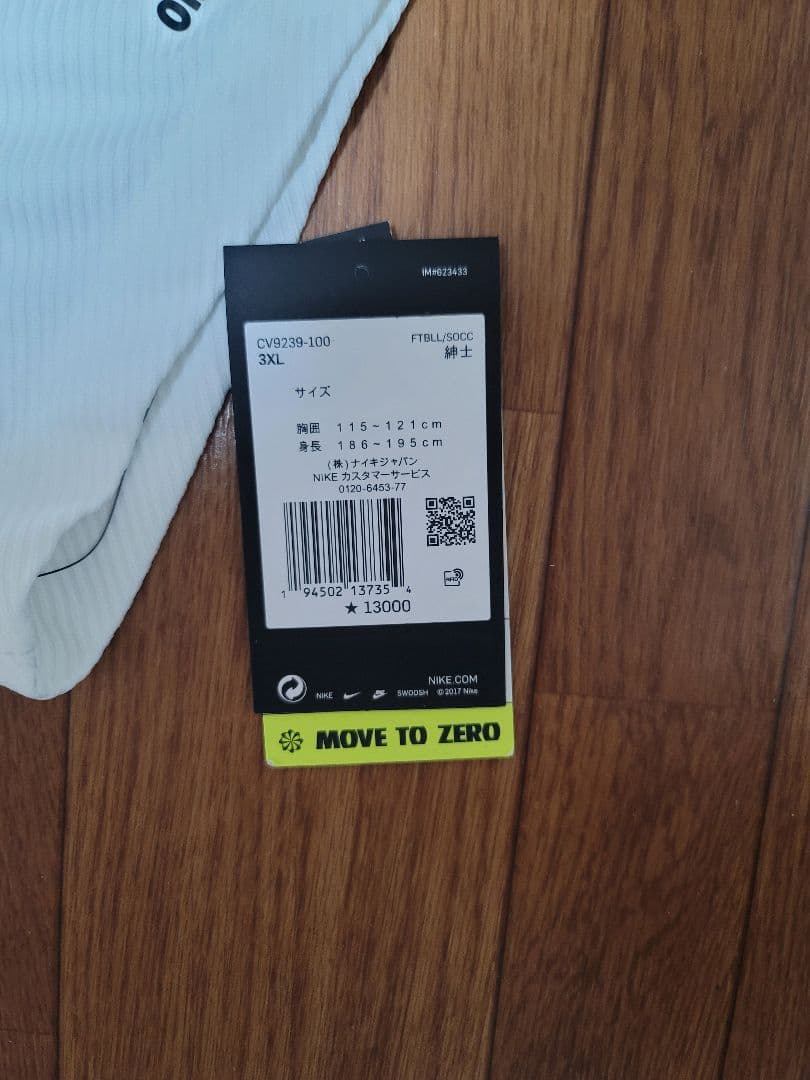 IM#623433
CV9239-100
FTBLL/SOCC
3XL
紳士
サイズ
胸囲 115~121cm
身長 186~195cm
(株)ナイキジャパン
NIKE カスタマーサービス
0120-6453-77
1 94502 13735 4
★ 13000
NIKE.COM
NIKE SWOOSH ©2017 Nike
MOVE TO ZERO